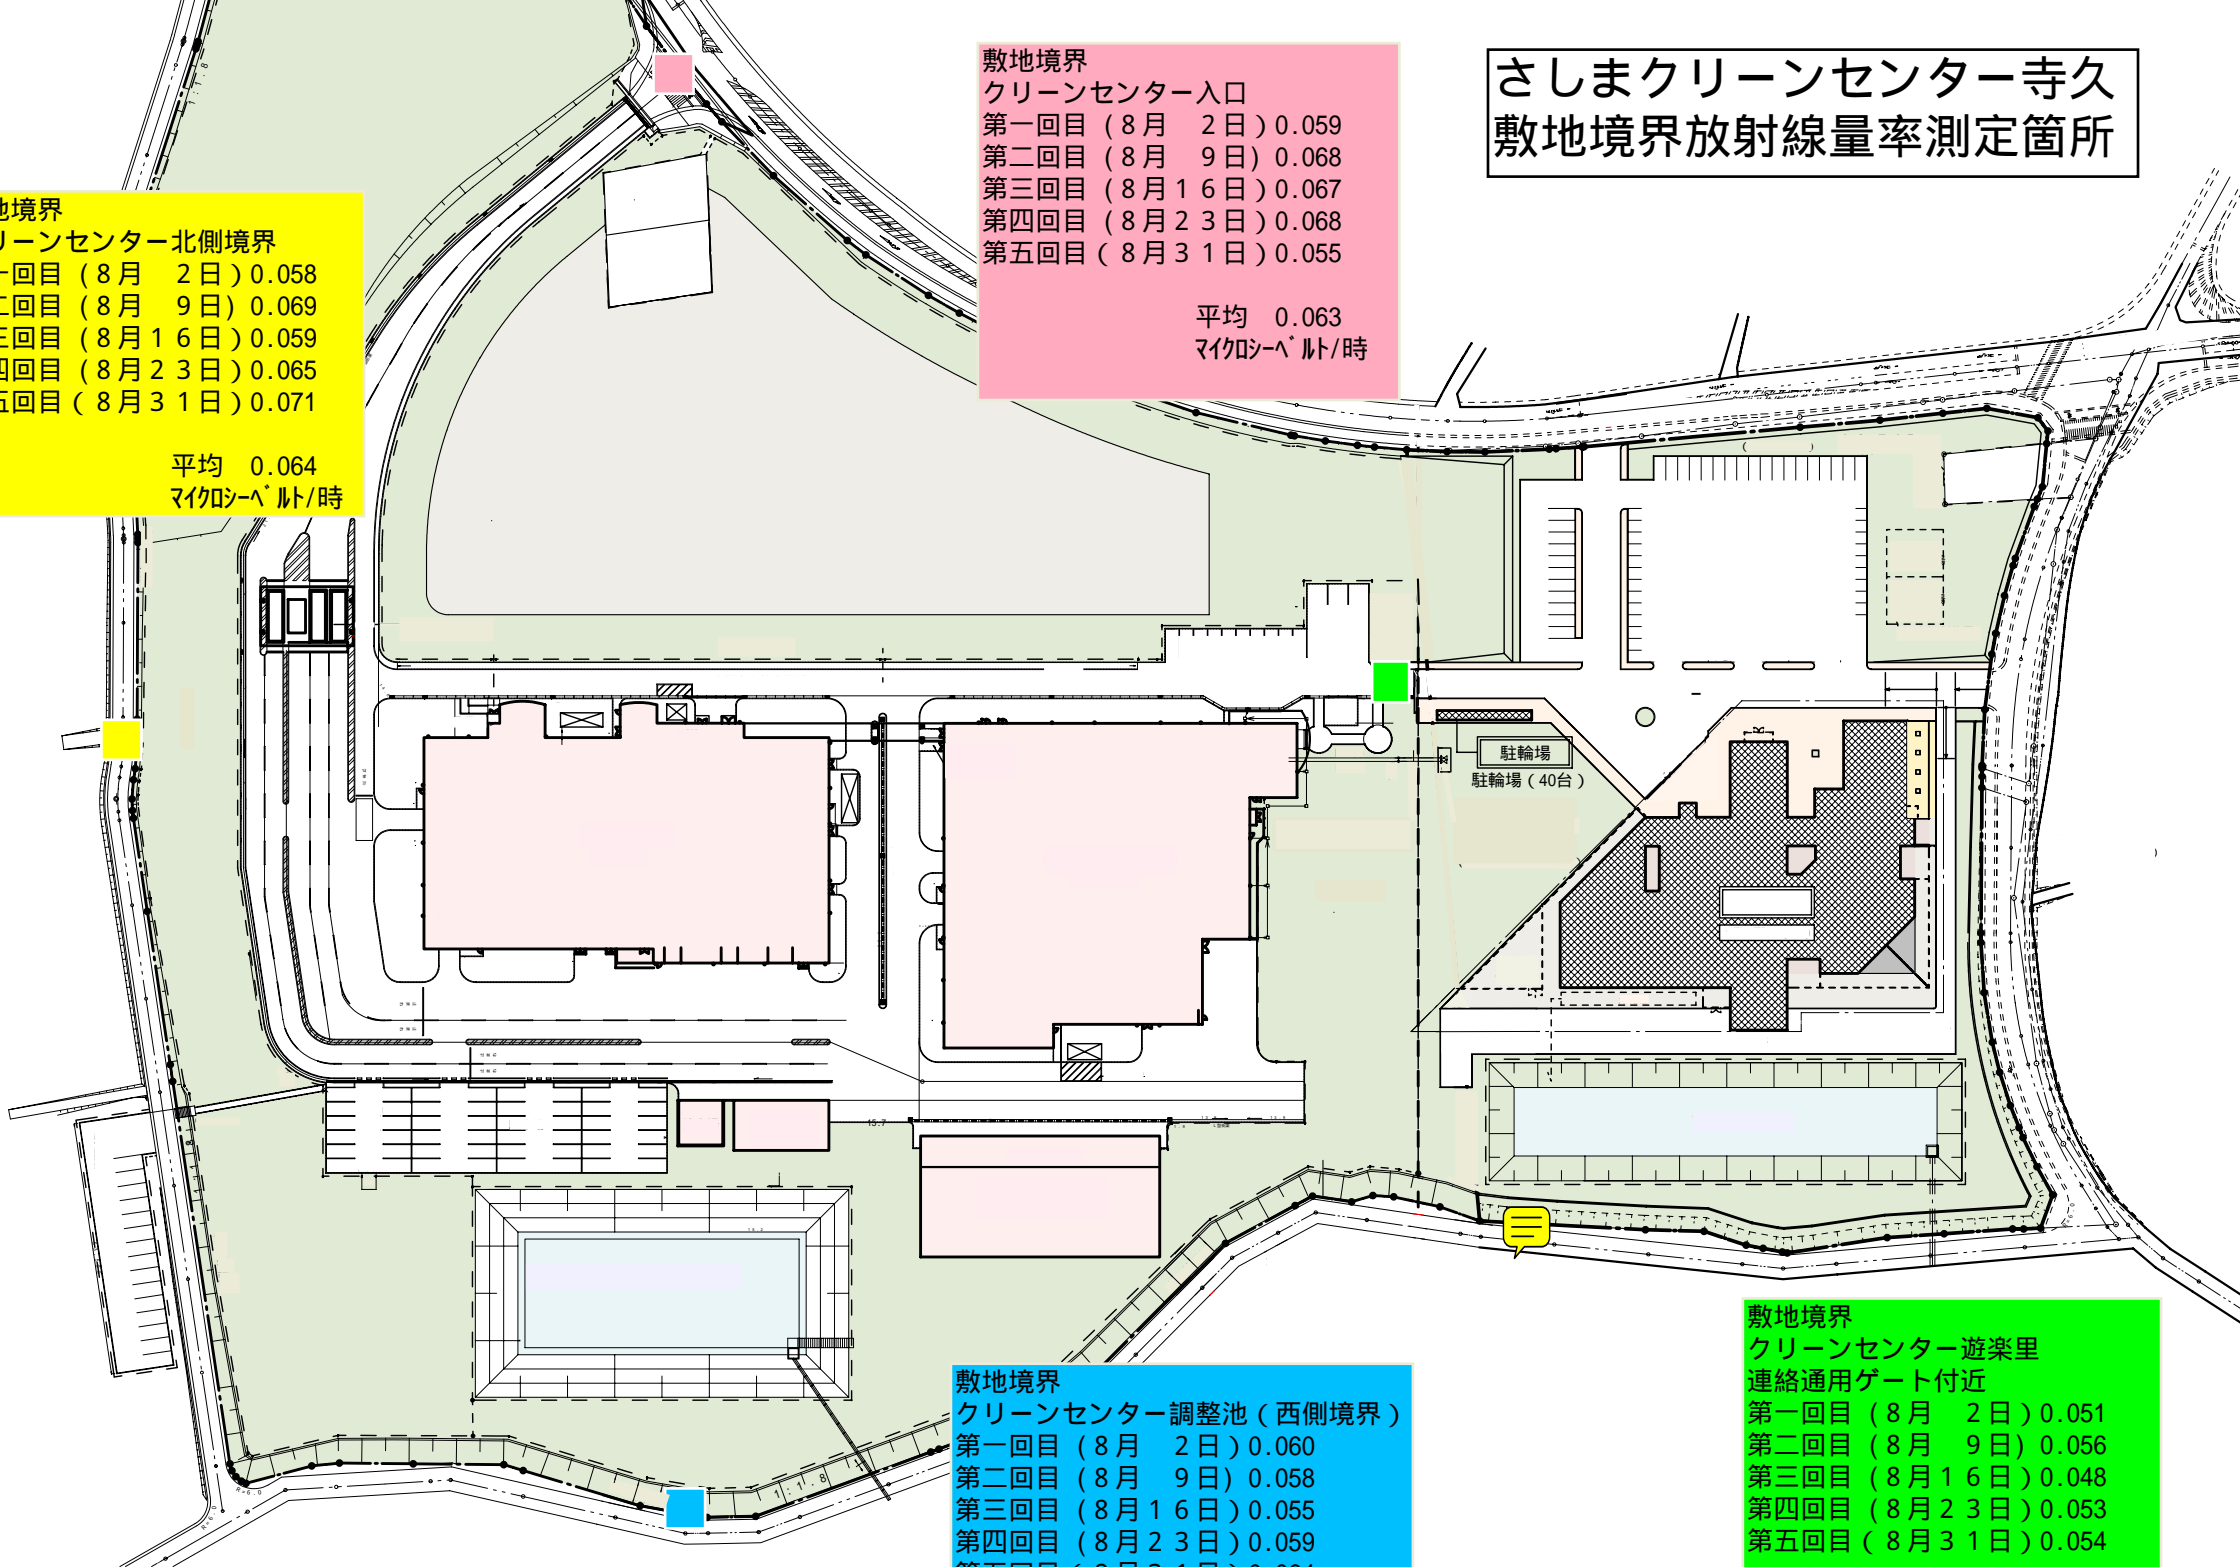 さしまクリーンセンター寺久
敷地境界放射線量率測定箇所
敷地境界
クリーンセンター入口
第一回目（8月　2日）0.059
第二回目（8月　9日）0.068
第三回目（8月16日）0.067
第四回目（8月23日）0.068
第五回目（8月31日）0.055
平均　0.063
ﾏｲｸﾛｼｰﾍﾞﾙﾄ/時
地境界
リーンセンター北側境界
一回目（8月　2日）0.058
二回目（8月　9日）0.069
三回目（8月16日）0.059
四回目（8月23日）0.065
五回目（8月31日）0.071
平均　0.064
ﾏｲｸﾛｼｰﾍﾞﾙﾄ/時
駐輪場
駐輪場（40台）
15.7
1:1.8
R=6.0
敷地境界
クリーンセンター調整池（西側境界）
第一回目（8月　2日）0.060
第二回目（8月　9日）0.058
第三回目（8月16日）0.055
第四回目（8月23日）0.059
敷地境界
クリーンセンター遊楽里
連絡通用ゲート付近
第一回目（8月　2日）0.051
第二回目（8月　9日）0.056
第三回目（8月16日）0.048
第四回目（8月23日）0.053
第五回目（8月31日）0.054